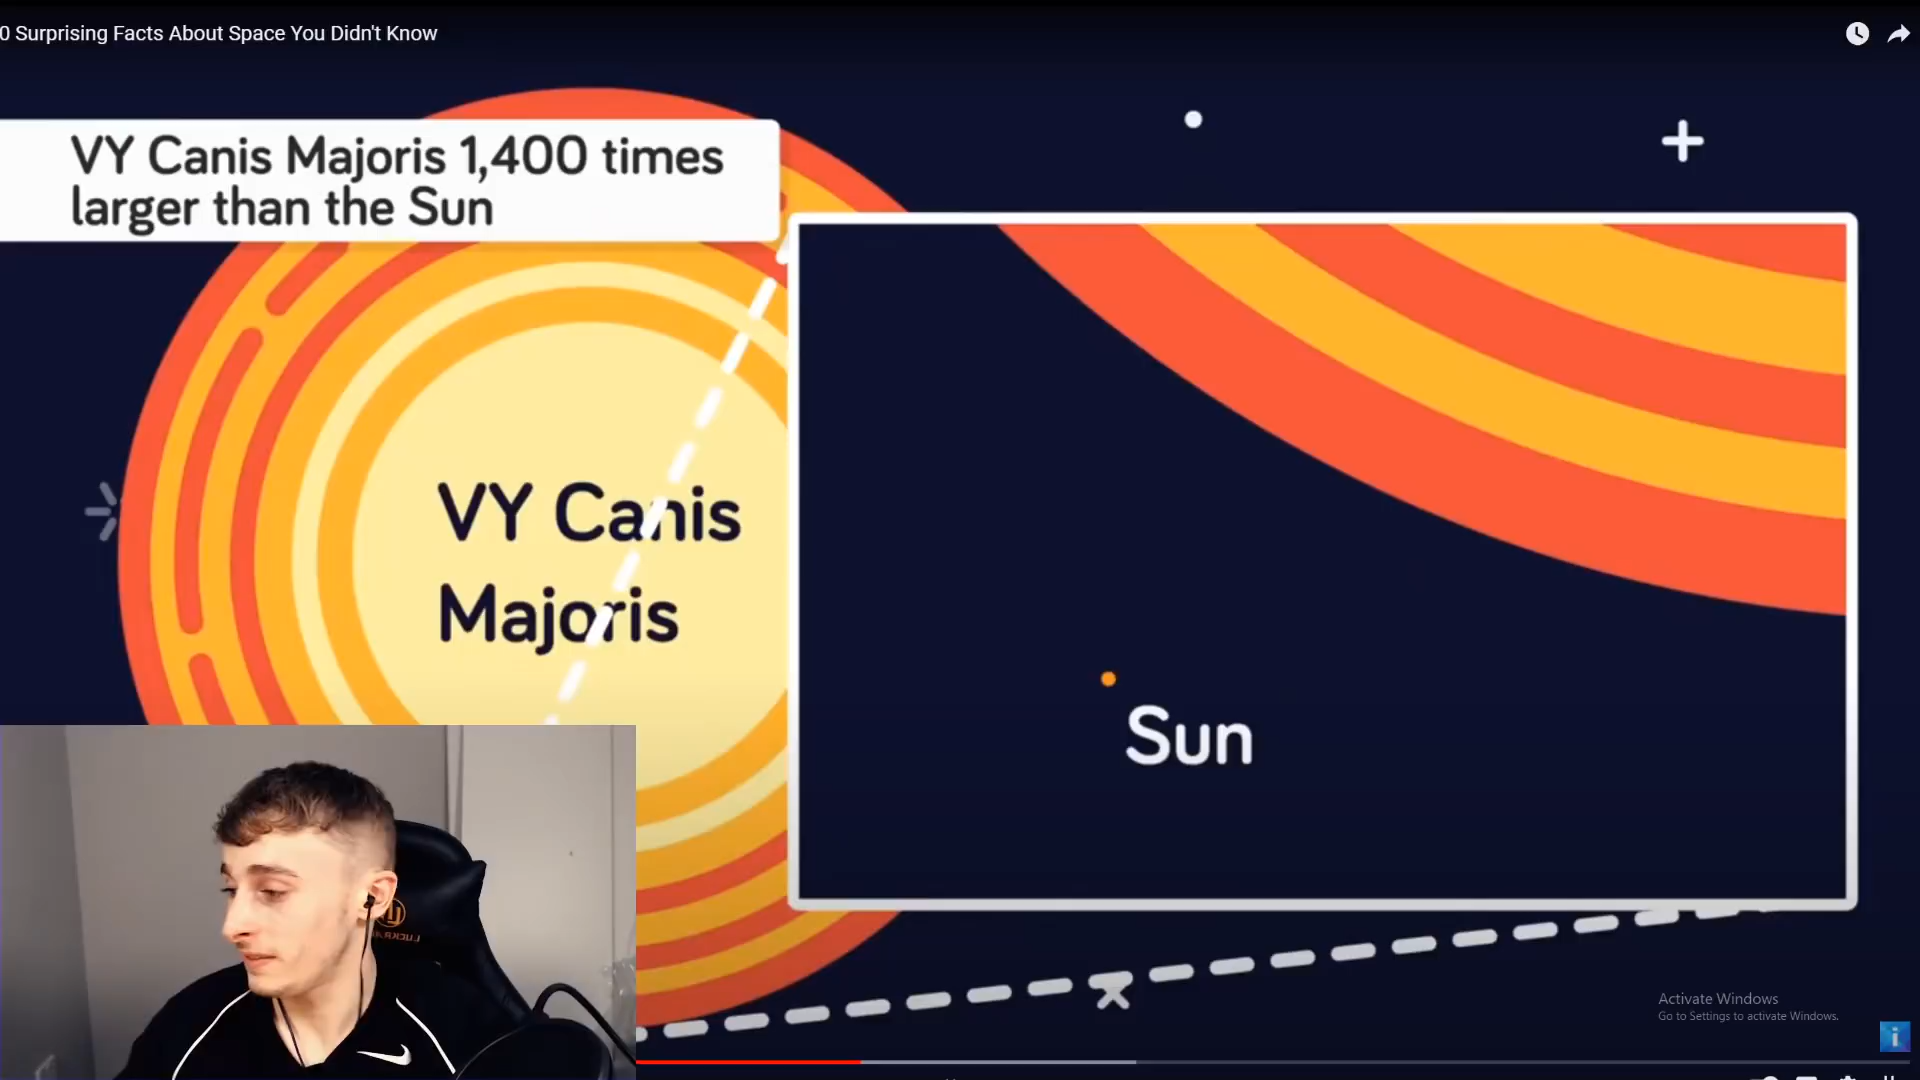 0 Surprising Facts About Space You Didn't Know
VY Canis Majoris 1,400 times
larger than the Sun
VY Canis
Majoris
Sun
Activate Windows
Go to Settings to activate Windows.